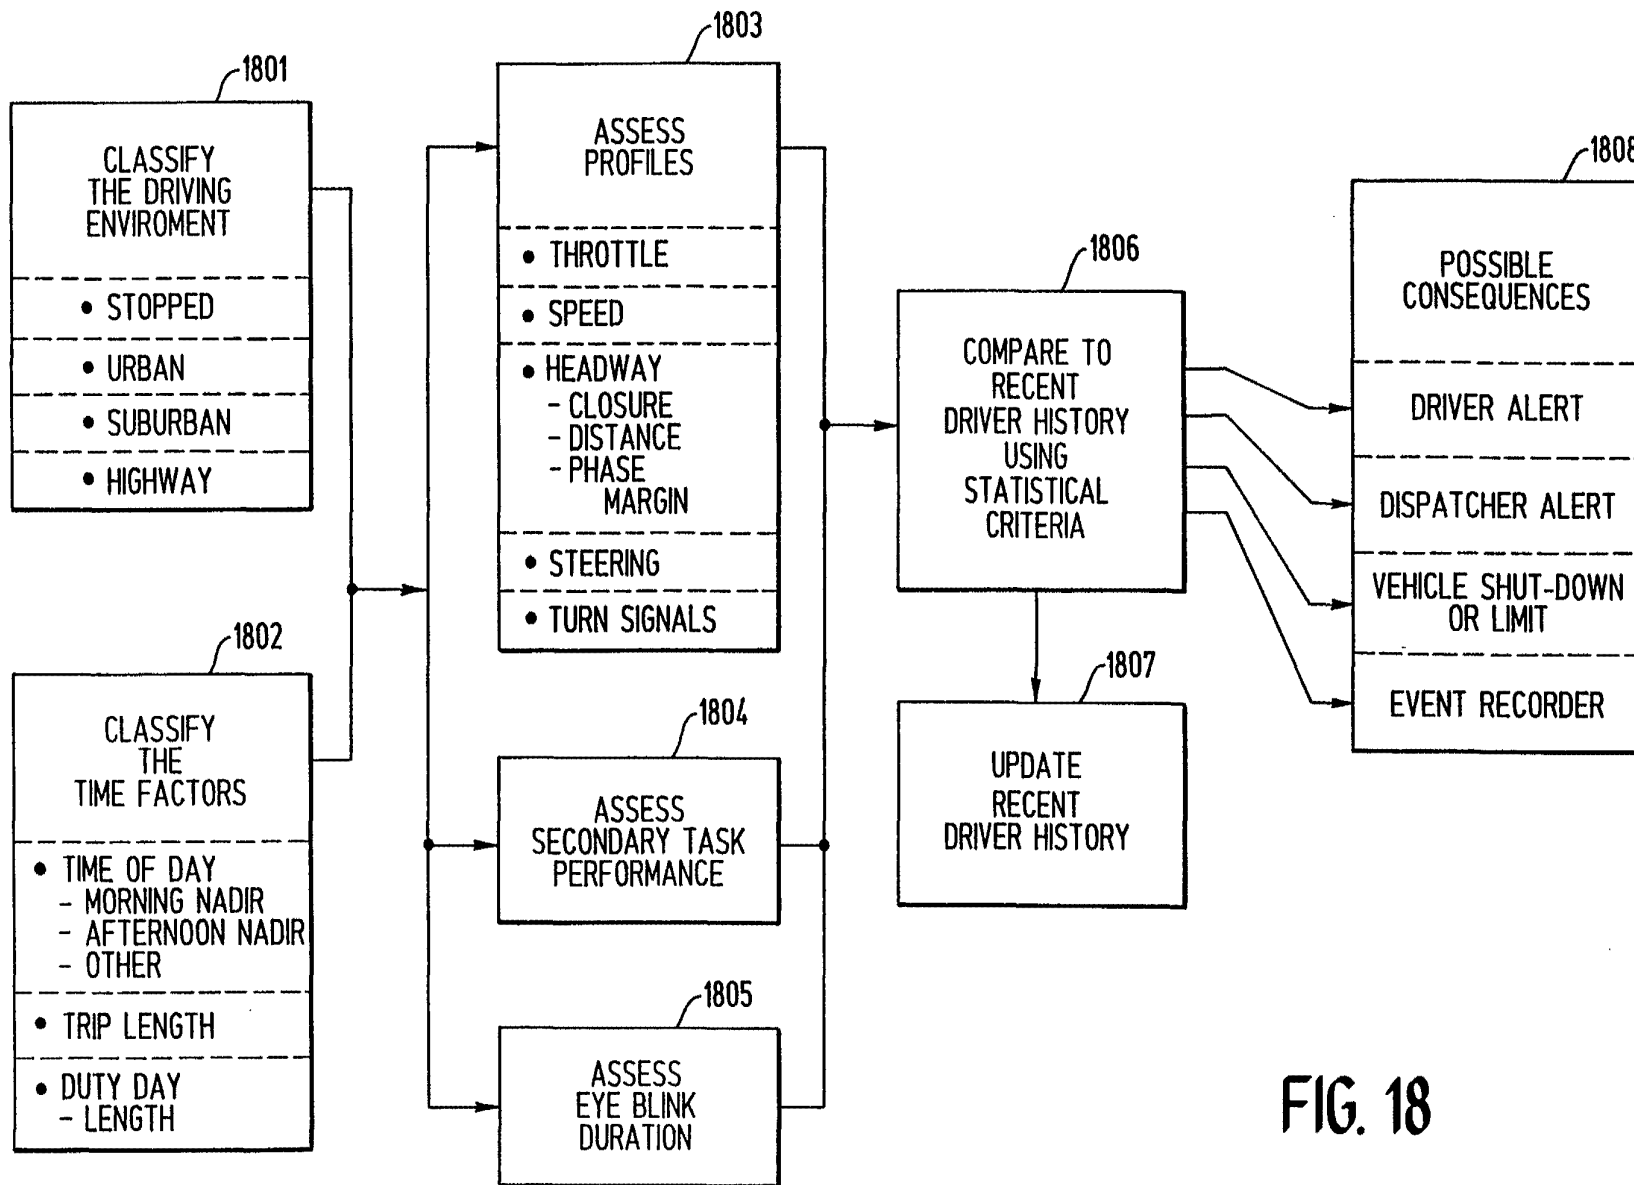 1801
CLASSIFY
THE DRIVING
ENVIROMENT
• STOPPED
• URBAN
• SUBURBAN
• HIGHWAY
1802
CLASSIFY
THE
TIME FACTORS
• TIME OF DAY
- MORNING NADIR
- AFTERNOON NADIR
- OTHER
• TRIP LENGTH
• DUTY DAY
- LENGTH
1803
ASSESS
PROFILES
• THROTTLE
• SPEED
• HEADWAY
- CLOSURE
- DISTANCE
- PHASE
MARGIN
• STEERING
• TURN SIGNALS
1804
ASSESS
SECONDARY TASK
PERFORMANCE
1805
ASSESS
EYE BLINK
DURATION
1806
COMPARE TO
RECENT
DRIVER HISTORY
USING
STATISTICAL
CRITERIA
1807
UPDATE
RECENT
DRIVER HISTORY
1808
POSSIBLE
CONSEQUENCES
DRIVER ALERT
DISPATCHER ALERT
VEHICLE SHUT-DOWN
OR LIMIT
EVENT RECORDER
FIG. 18